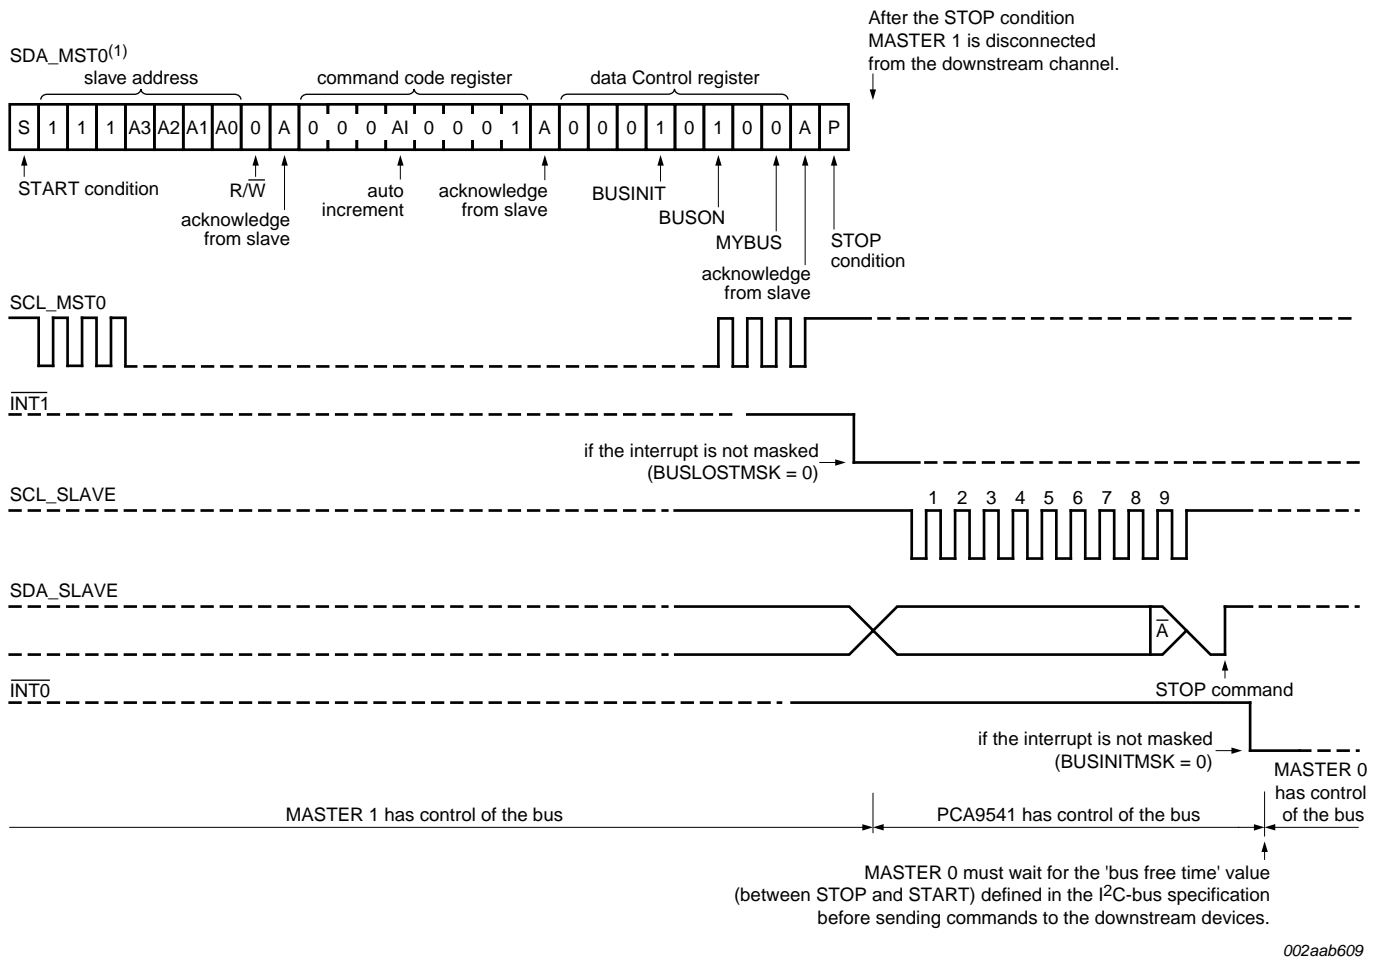 After the STOP condition
MASTER 1 is disconnected
from the downstream channel.
SDA_MST0(1)
slave address
command code register
data Control register
S 1 1 1 A3 A2 A1 A0 0 A 0 0 0 AI 0 0 0 1 A 0 0 0 1 0 1 0 0 A P
START condition
R/W̅
acknowledge
from slave
auto
increment
acknowledge
from slave
BUSINIT
BUSON
MYBUS
acknowledge
from slave
STOP
condition
SCL_MST0
I̅N̅T̅1̅
if the interrupt is not masked
(BUSLOSTMSK = 0)
SCL_SLAVE
1 2 3 4 5 6 7 8 9
SDA_SLAVE
A̅
STOP command
I̅N̅T̅0̅
if the interrupt is not masked
(BUSINITMSK = 0)
MASTER 1 has control of the bus
PCA9541 has control of the bus
MASTER 0
has control
of the bus
MASTER 0 must wait for the 'bus free time' value
(between STOP and START) defined in the I2C-bus specification
before sending commands to the downstream devices.
002aab609